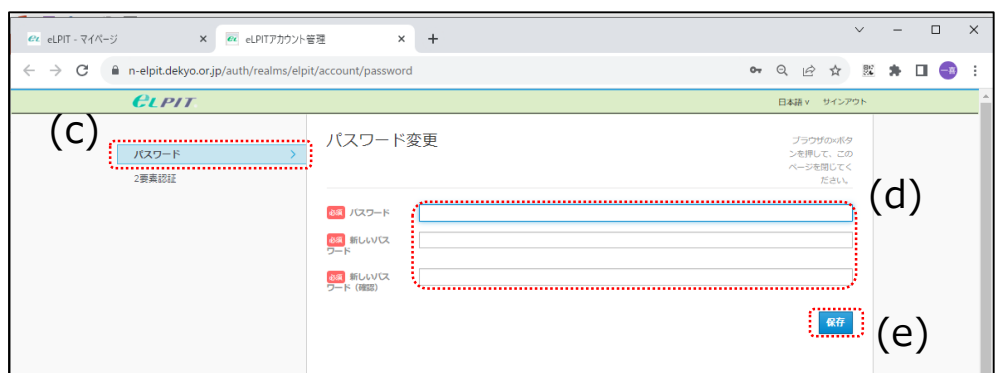 eLPIT - マイページ
eLPITアカウント管理
n-elpit.dekyo.or.jp/auth/realms/elpit/account/password
一喜
eLPIT
日本語 サインアウト
(c)
パスワード
2要素認証
パスワード変更
ブラウザの×ボタ
ンを押して、この
ページを閉じてく
ださい。
(d)
必須 パスワード
必須 新しいパス
ワード
必須 新しいパス
ワード（確認）
保存
(e)